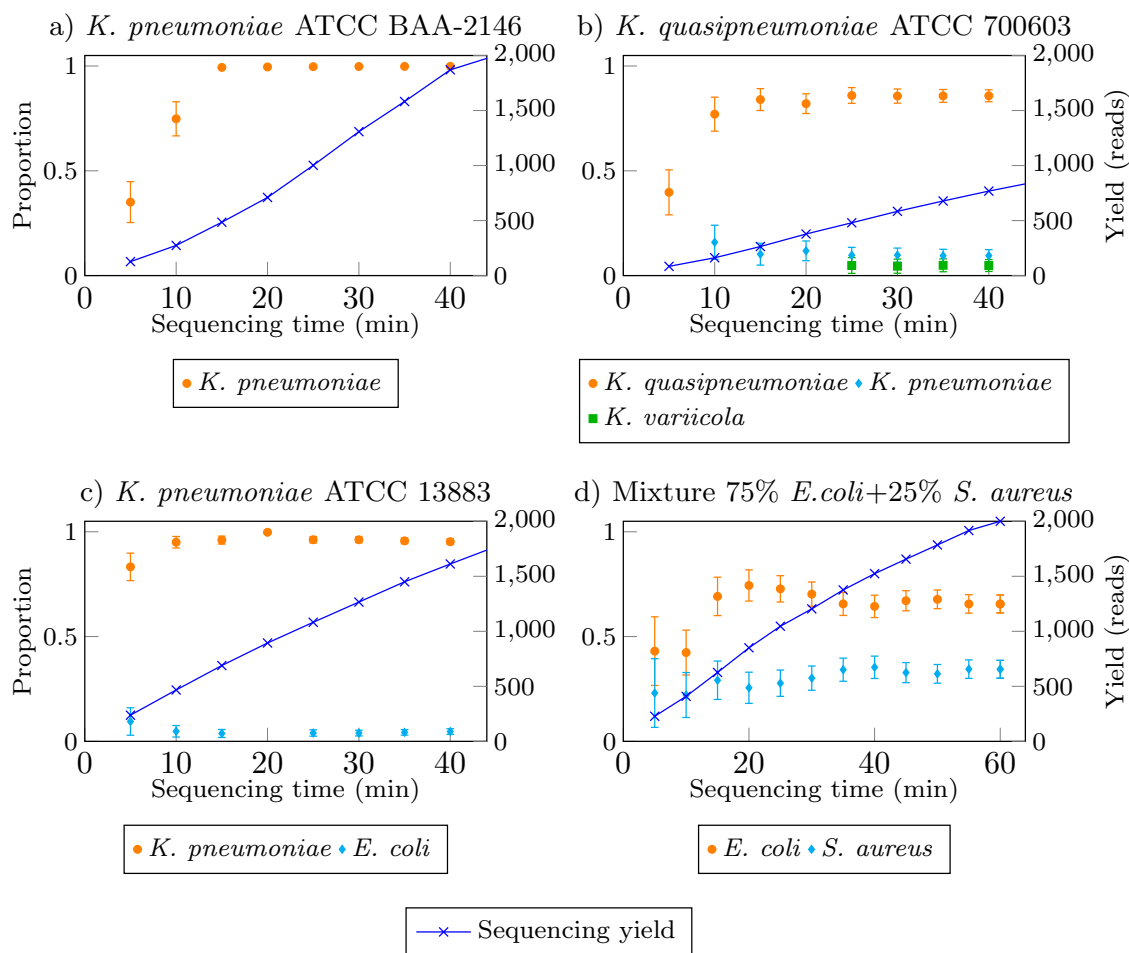 a) K. pneumoniae ATCC BAA-2146
1
0.5
0
Proportion
2,000
1,500
1,000
500
0
0 10 20 30 40
Sequencing time (min)
K. pneumoniae
b) K. quasipneumoniae ATCC 700603
1
0.5
0
2,000
1,500
1,000
500
0
Yield (reads)
0 10 20 30 40
Sequencing time (min)
K. quasipneumoniae K. pneumoniae
K. variicola
c) K. pneumoniae ATCC 13883
1
0.5
0
Proportion
2,000
1,500
1,000
500
0
0 10 20 30 40
Sequencing time (min)
K. pneumoniae E. coli
d) Mixture 75% E.coli+25% S. aureus
1
0.5
0
2,000
1,500
1,000
500
0
Yield (reads)
0 20 40 60
Sequencing time (min)
E. coli S. aureus
Sequencing yield